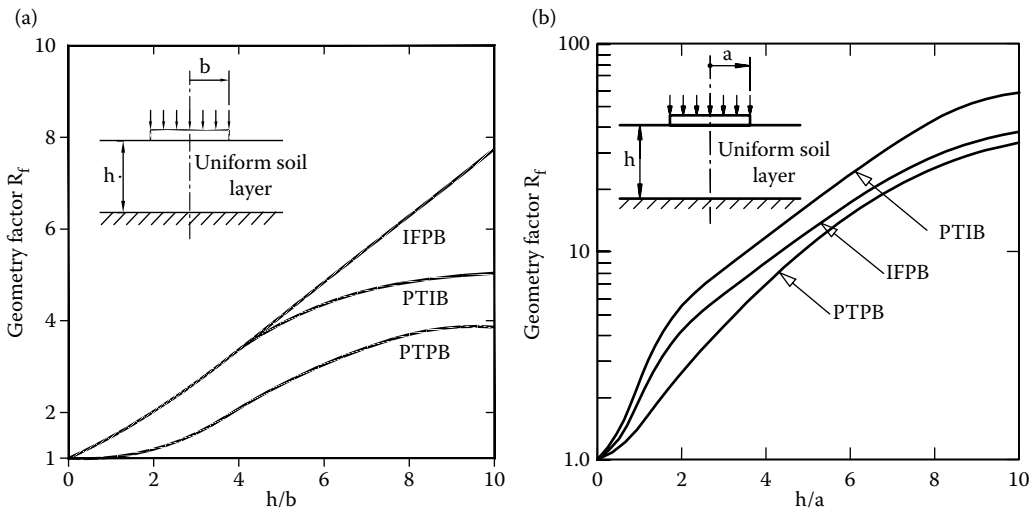 (a)
10
8
6
4
2
1
Geometry factor R_f
b
h
Uniform soil
layer
IFPB
PTIB
PTPB
0
2
4
6
8
10
h/b
(b)
100
10
1.0
Geometry factor R_f
a
h
Uniform soil
layer
PTIB
IFPB
PTPB
0
2
4
6
8
10
h/a